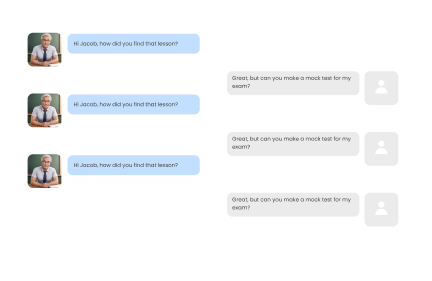 Hi Jacob, how did you find that lesson?
Great, but can you make a mock test for my
exam?
Hi Jacob, how did you find that lesson?
Great, but can you make a mock test for my
exam?
Hi Jacob, how did you find that lesson?
Great, but can you make a mock test for my
exam?